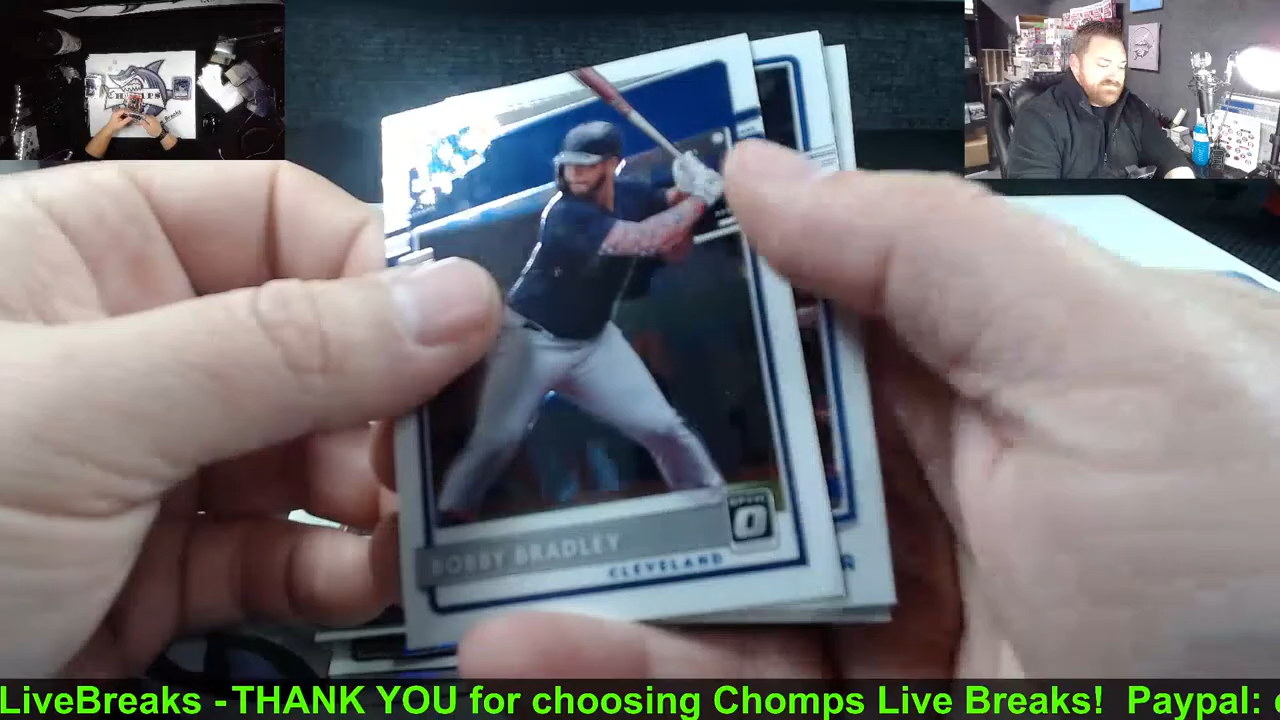 BOBBY BRADLEY
CLEVELAND
OPTIC
LiveBreaks - THANK YOU for choosing Chomps Live Breaks! Paypal: